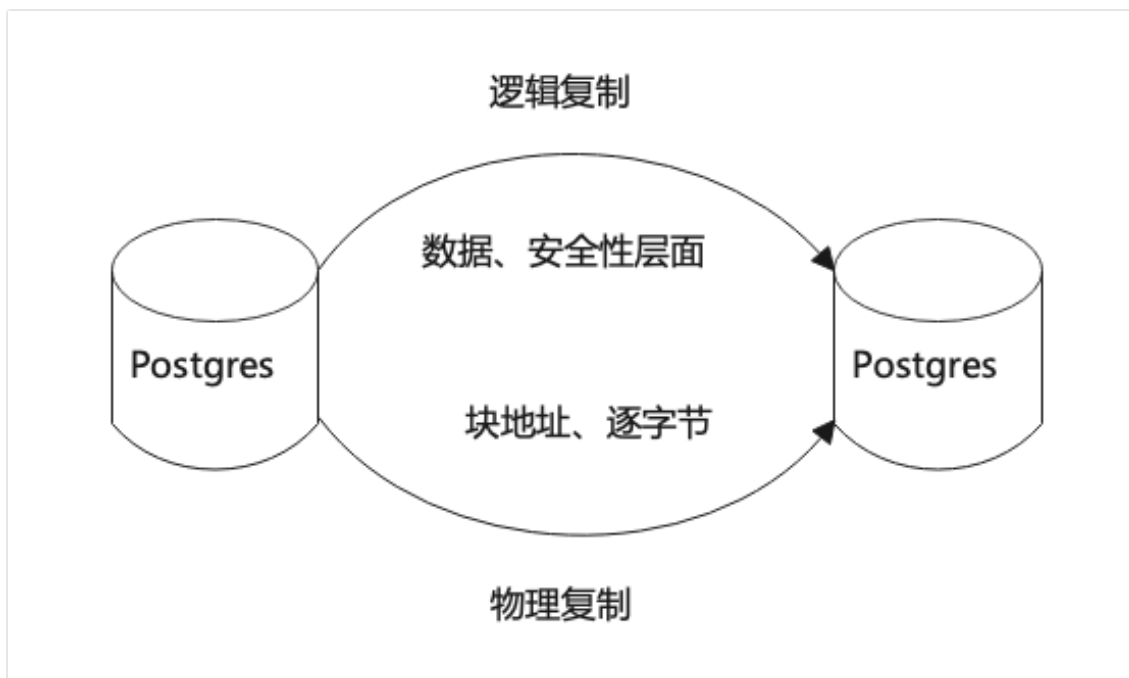 逻辑复制
数据、安全性层面
Postgres
Postgres
块地址、逐字节
物理复制